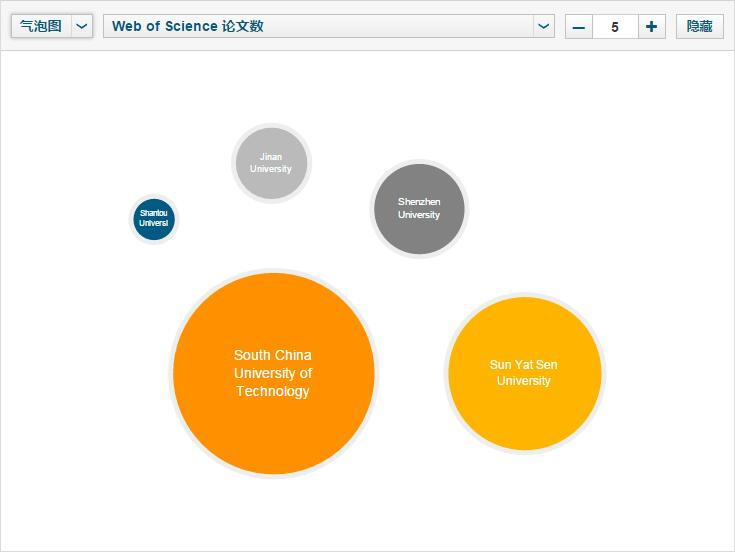 气泡图
Web of Science 论文数
5
隐藏
Jinan
University
Shenzhen
University
Shantou
Universi
South China
University of
Technology
Sun Yat Sen
University